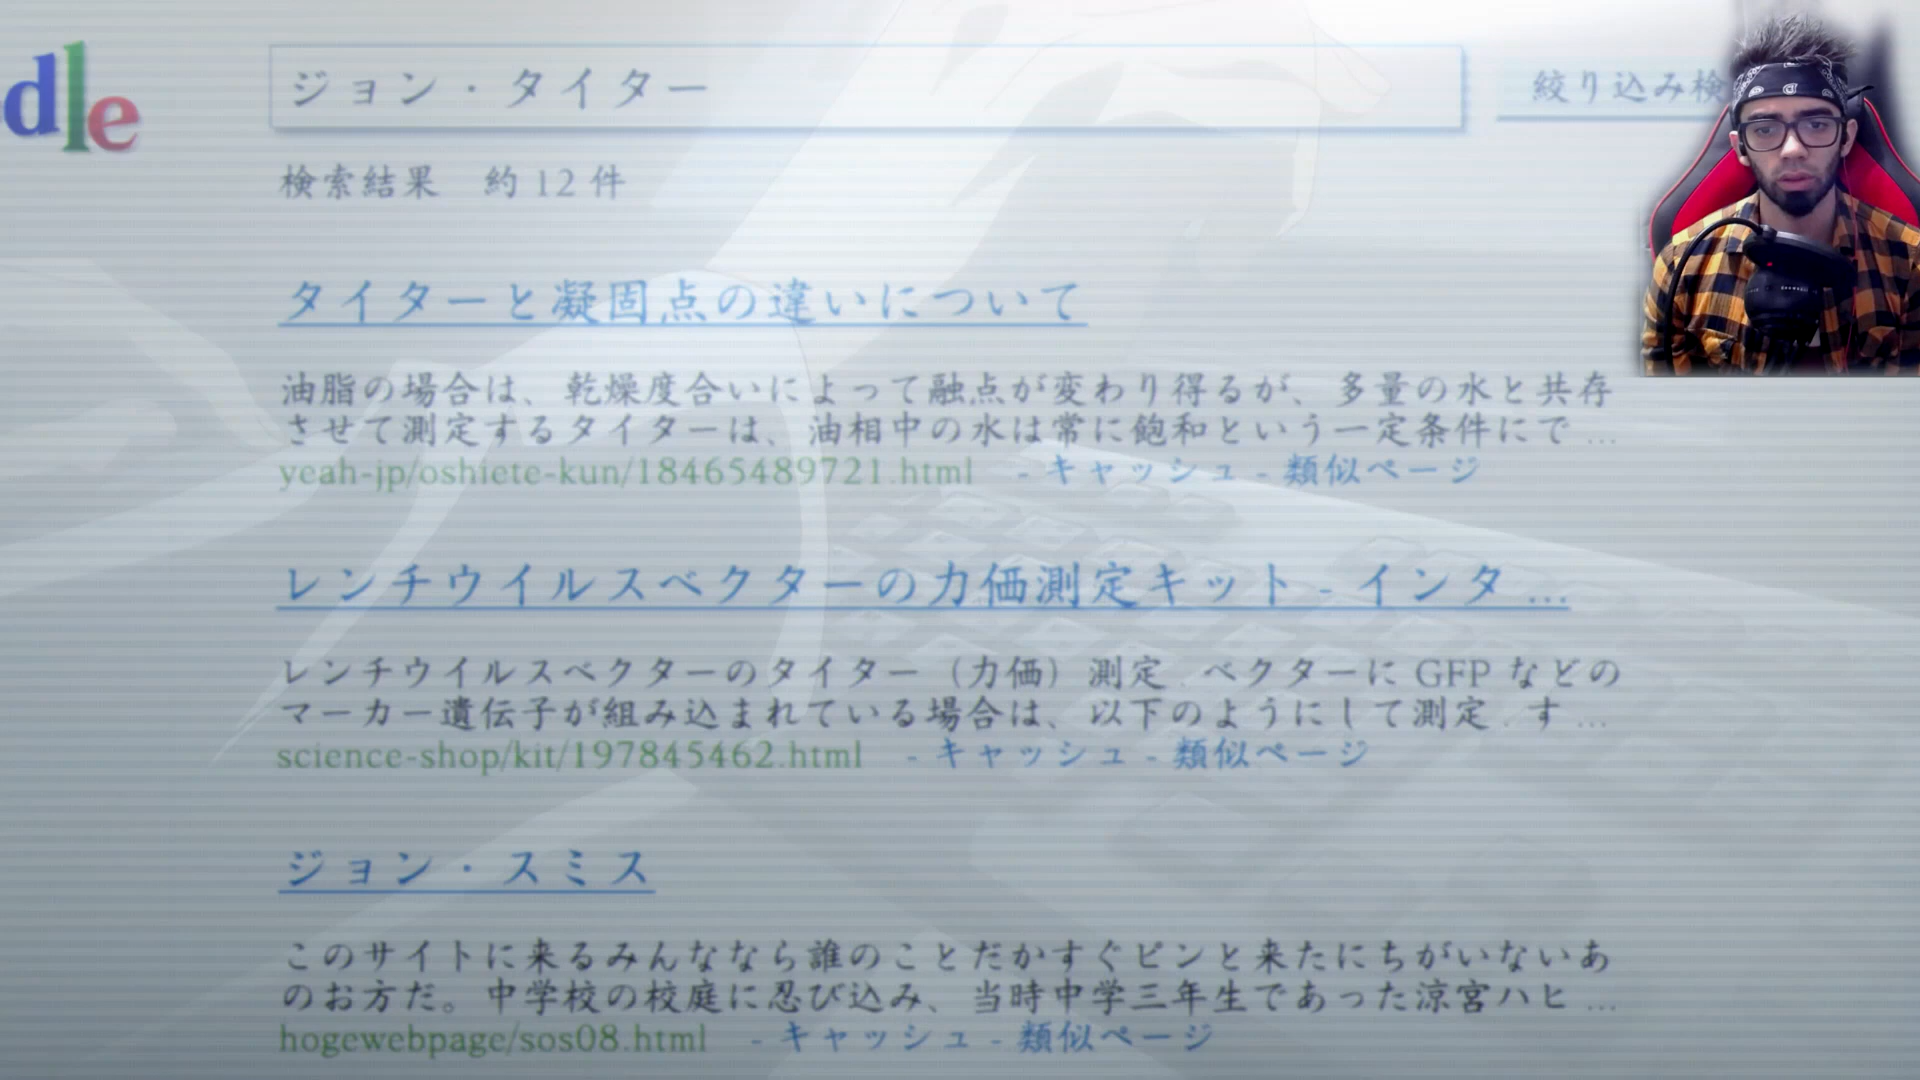 dle
ジョン・タイター
絞り込み検
検索結果 約12件
タイターと凝固点の違いについて
油脂の場合は、乾燥度合いによって融点が変わり得るが、多量の水と共存
させて測定するタイターは、油相中の水は常に飽和という一定条件にで ...
yeah-jp/oshiete-kun/18465489721.html - キャッシュ - 類似ページ
レンチウイルスベクターの力価測定キット - インタ ...
レンチウイルスベクターのタイター（力価）測定 . ベクターに GFP などの
マーカー遺伝子が組み込まれている場合は、以下のようにして測定 . す ...
science-shop/kit/197845462.html - キャッシュ - 類似ページ
ジョン・スミス
このサイトに来るみんななら誰のことだかすぐピンと来たにちがいないあ
のお方だ。中学校の校庭に忍び込み、当時中学三年生であった涼宮ハヒ ...
hogewebpage/sos08.html - キャッシュ - 類似ページ